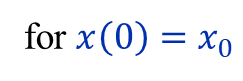 for x(0) = x₀